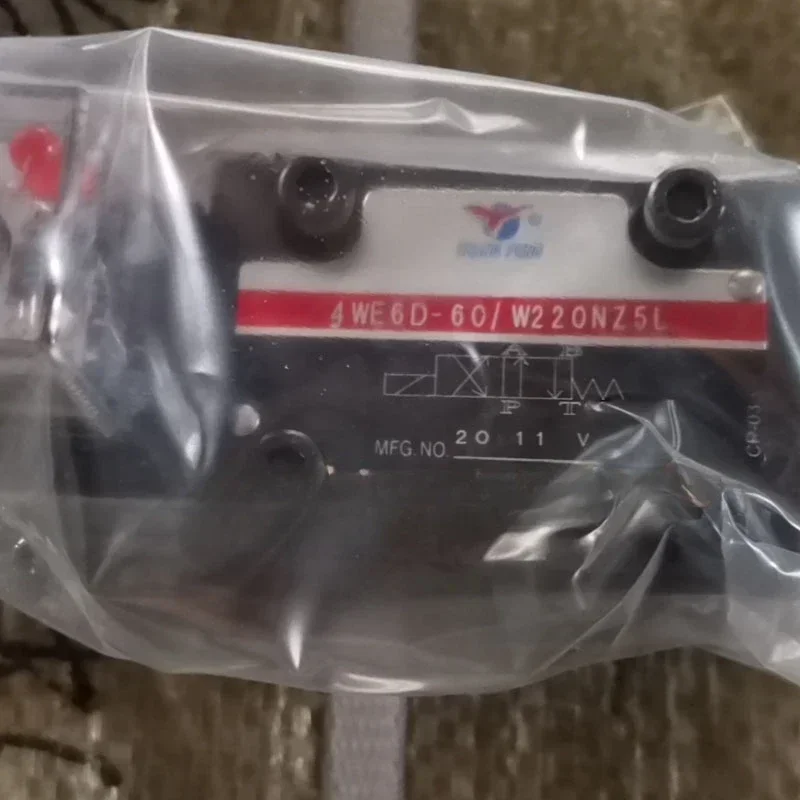 ®
4WE6D-60/W220NZ5L
A B
P T
MFG.NO. 20 11 V